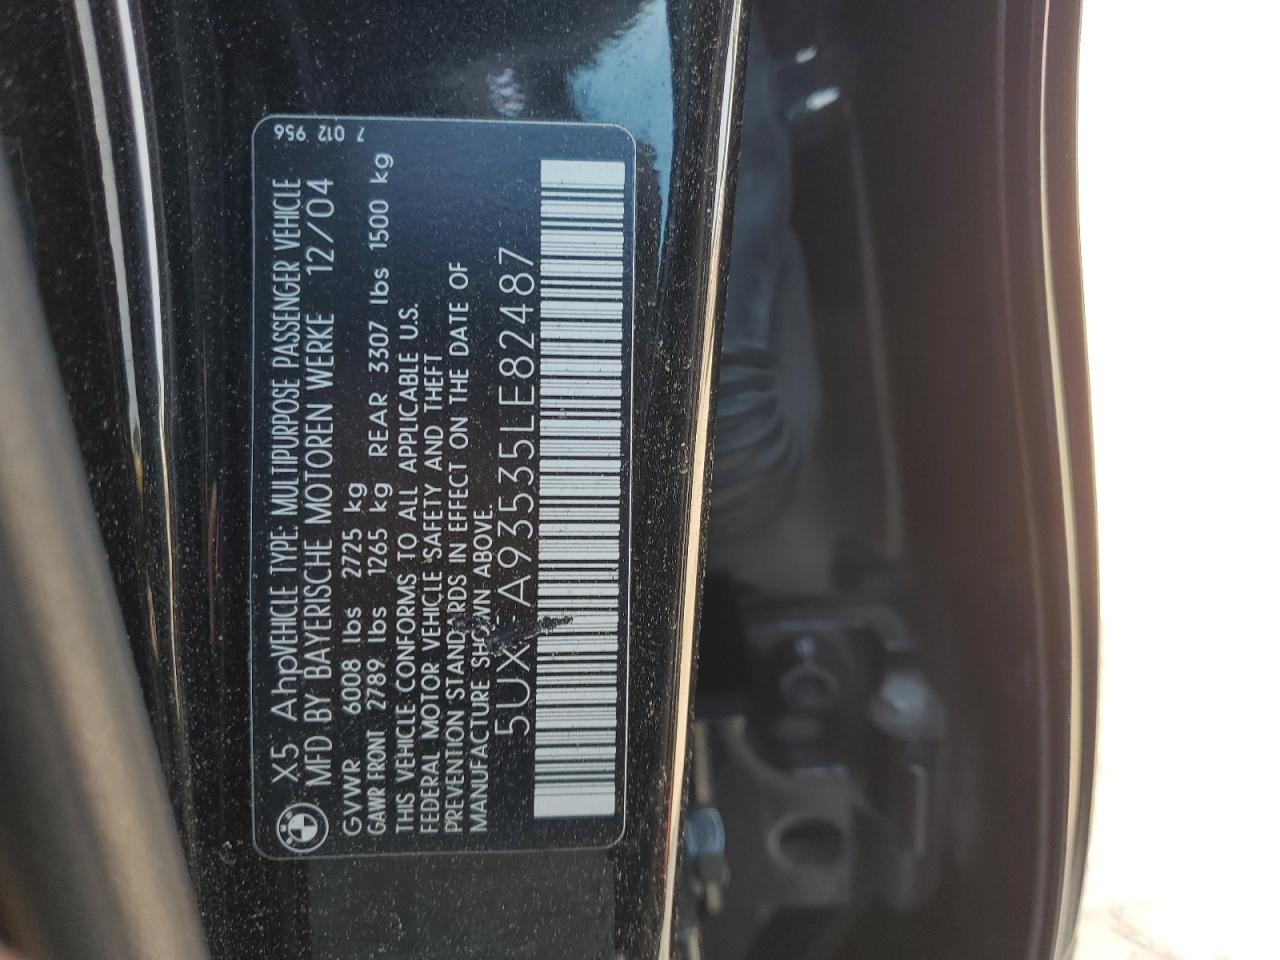 X5 AhpVEHICLE TYPE: MULTIPURPOSE PASSENGER VEHICLE
MFD BY BAYERISCHE MOTOREN WERKE 12/04
GVWR 6008 lbs 2725 kg
GAWR FRONT 2789 lbs 1265 kg REAR 3307 lbs 1500 kg
THIS VEHICLE CONFORMS TO ALL APPLICABLE U.S.
FEDERAL MOTOR VEHICLE SAFETY AND THEFT
PREVENTION STANDARDS IN EFFECT ON THE DATE OF
MANUFACTURE SHOWN ABOVE.
7 012 956